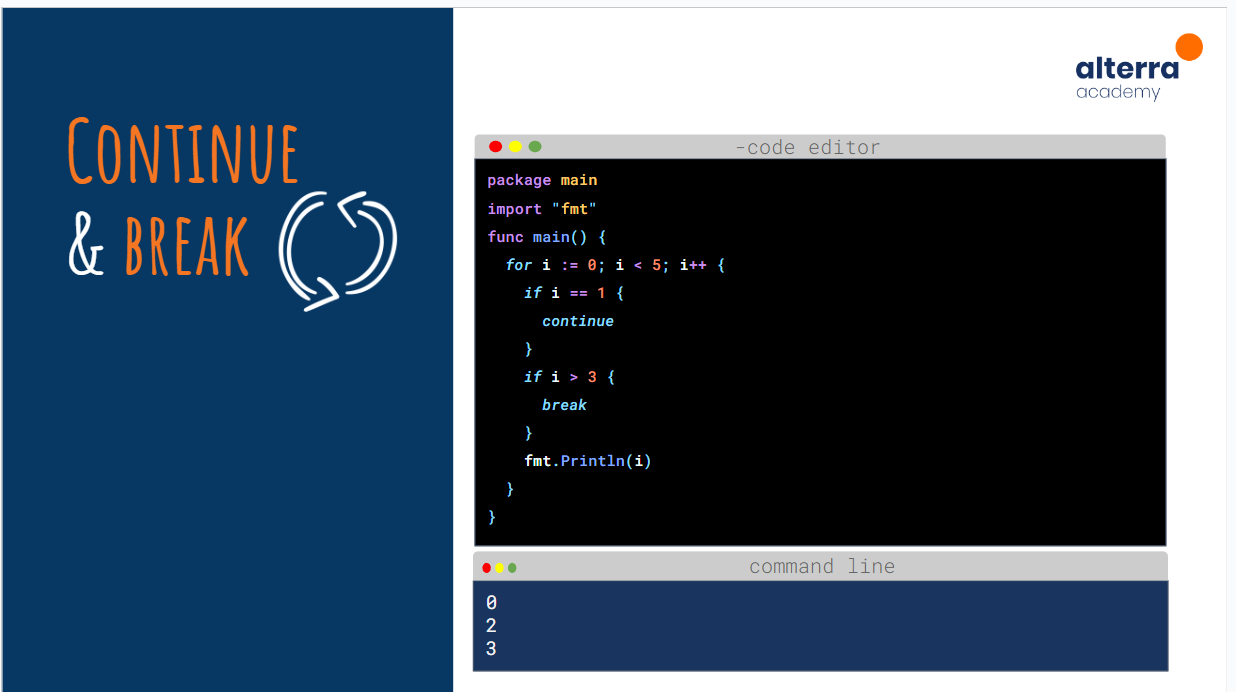 CONTINUE
& BREAK
alterra
academy
-code editor
package main
import "fmt"
func main() {
  for i := 0; i < 5; i++ {
    if i == 1 {
      continue
    }
    if i > 3 {
      break
    }
    fmt.Println(i)
  }
}
command line
0
2
3